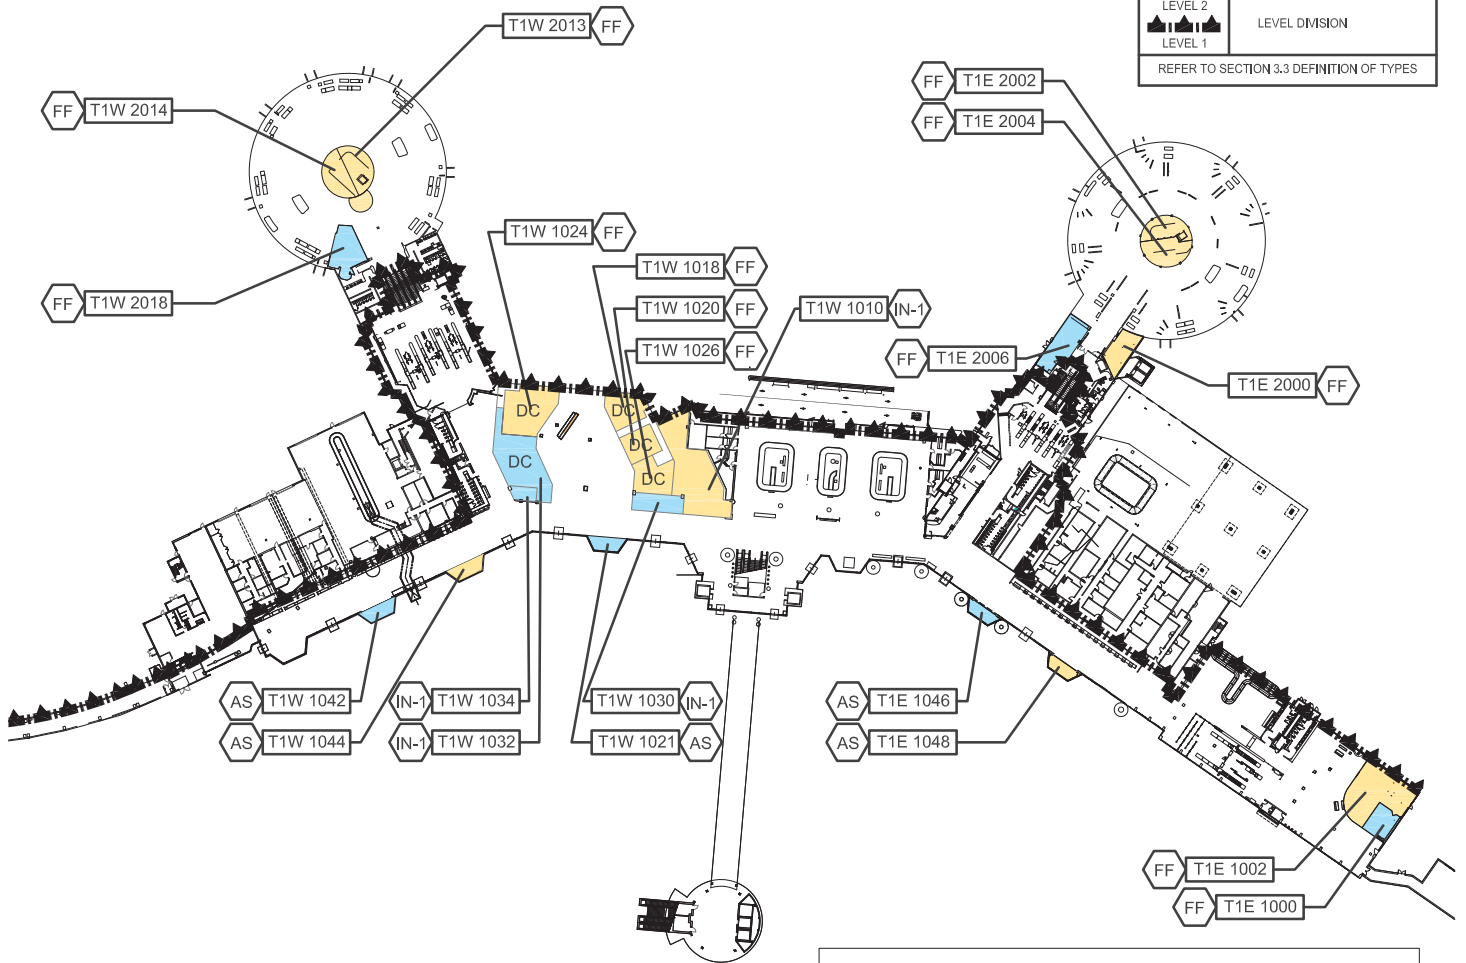 LEVEL 2
LEVEL 1
LEVEL DIVISION
REFER TO SECTION 3.3 DEFINITION OF TYPES
T1W 2013 FF
FF T1W 2014
FF T1E 2002
FF T1E 2004
T1W 1024 FF
T1W 1018 FF
FF T1W 2018
T1W 1020 FF
T1W 1010 IN-1
T1W 1026 FF
FF T1E 2006
T1E 2000 FF
DC
DC
DC
DC
DC
AS T1W 1042
IN-1 T1W 1034
T1W 1030 IN-1
AS T1E 1046
AS T1W 1044
IN-1 T1W 1032
T1W 1021 AS
AS T1E 1048
FF T1E 1002
FF T1E 1000